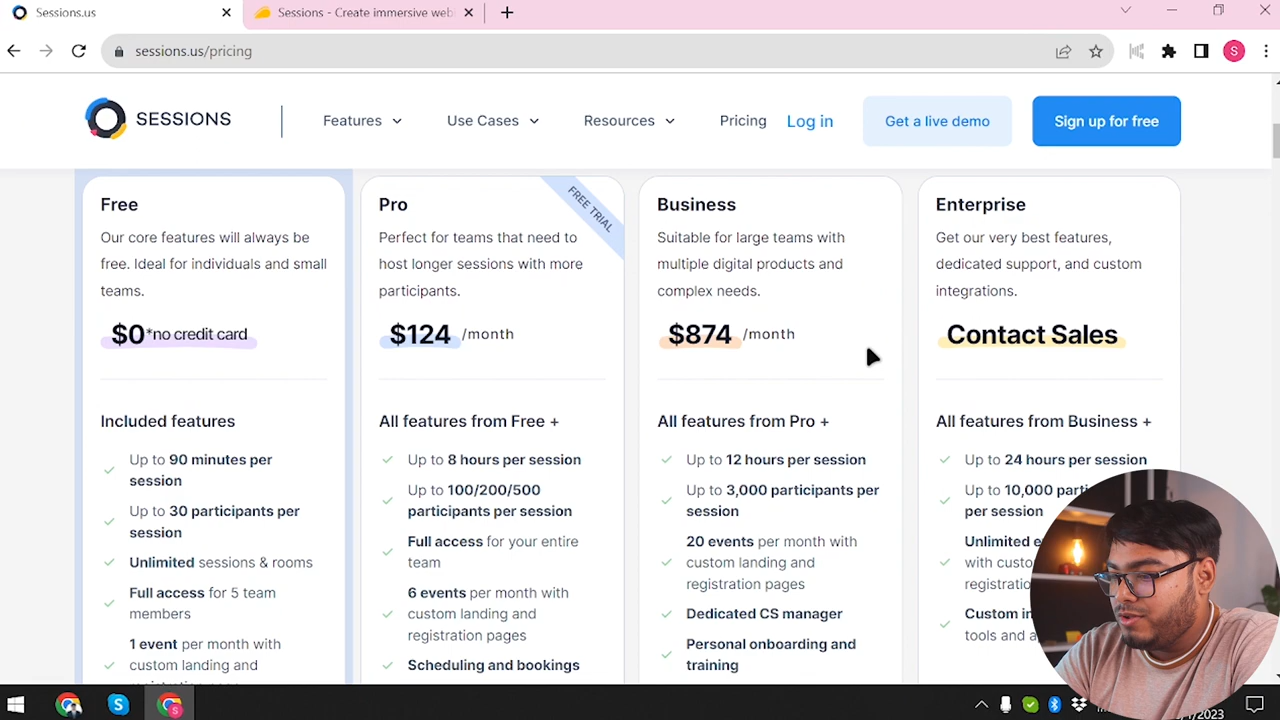 Sessions.us
Sessions - Create immersive web
sessions.us/pricing
S
SESSIONS
Features
Use Cases
Resources
Pricing
Log in
Get a live demo
Sign up for free
Free
Our core features will always be
free. Ideal for individuals and small
teams.
$0 *no credit card
Included features
Up to 90 minutes per
session
Up to 30 participants per
session
Unlimited sessions & rooms
Full access for 5 team
members
1 event per month with
custom landing and
Pro
FREE TRIAL
Perfect for teams that need to
host longer sessions with more
participants.
$124 /month
All features from Free +
Up to 8 hours per session
Up to 100/200/500
participants per session
Full access for your entire
team
6 events per month with
custom landing and
registration pages
Scheduling and bookings
Business
Suitable for large teams with
multiple digital products and
complex needs.
$874 /month
All features from Pro +
Up to 12 hours per session
Up to 3,000 participants per
session
20 events per month with
custom landing and
registration pages
Dedicated CS manager
Personal onboarding and
training
Enterprise
Get our very best features,
dedicated support, and custom
integrations.
Contact Sales
All features from Business +
Up to 24 hours per session
Up to 10,000
per session
Unlimited
with
Custom
tools and